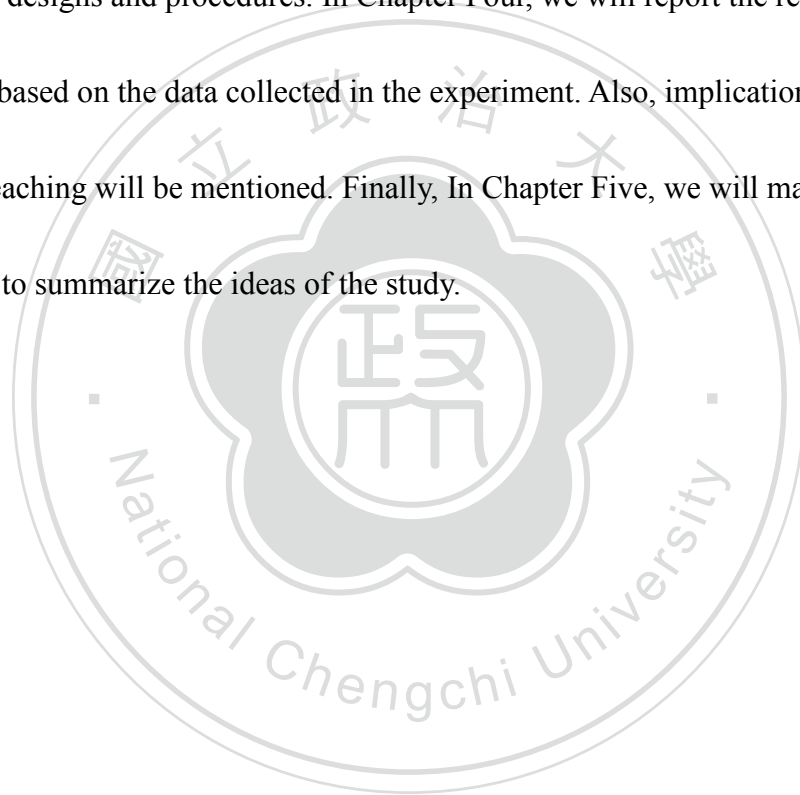 designs and procedures. In Chapter Four, we will report the re
based on the data collected in the experiment. Also, implication
eaching will be mentioned. Finally, In Chapter Five, we will ma
to summarize the ideas of the study.
國立政治大學
政
National Chengchi University